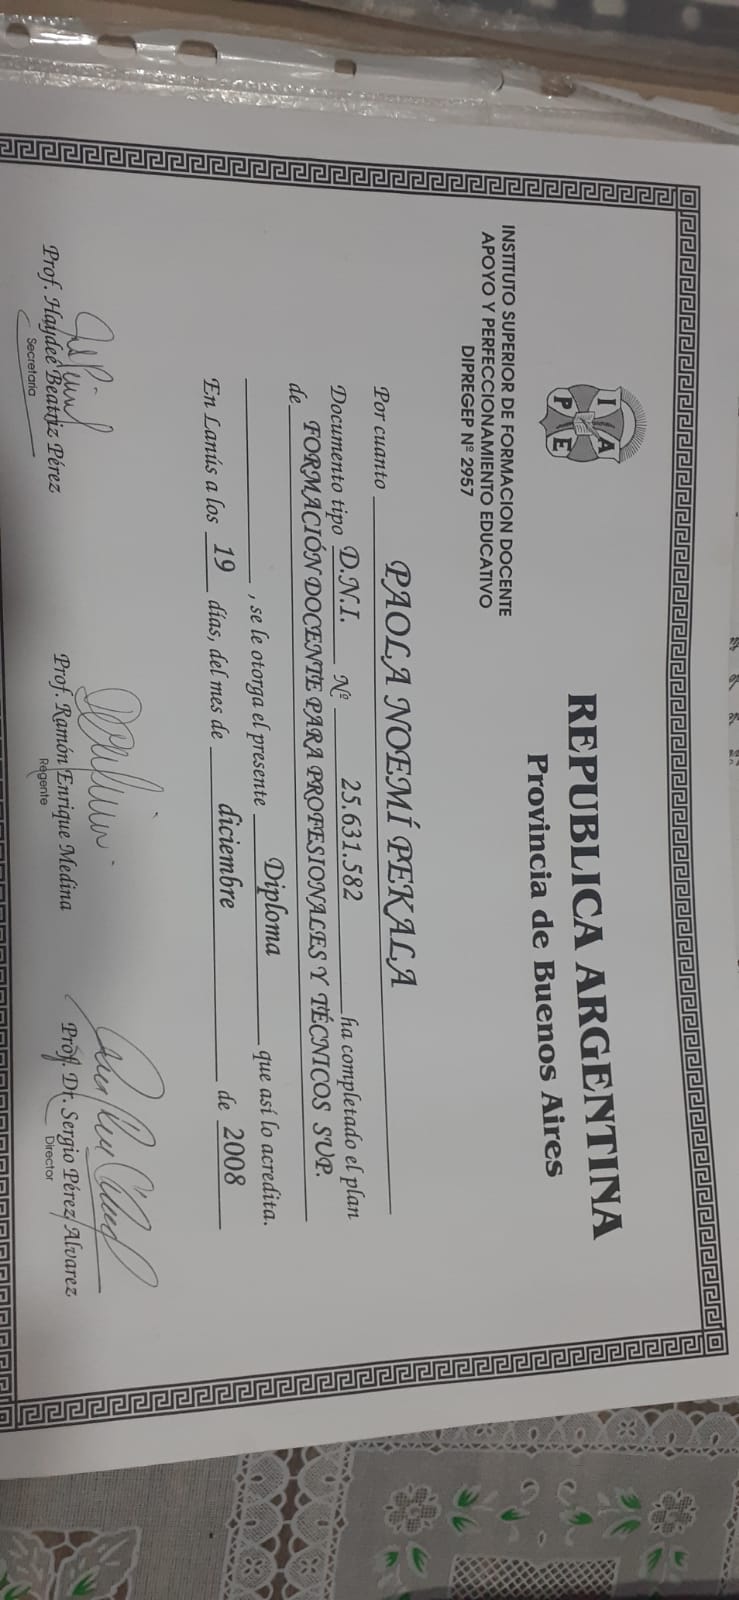 I A P E
REPUBLICA ARGENTINA
Provincia de Buenos Aires
INSTITUTO SUPERIOR DE FORMACION DOCENTE
APOYO Y PERFECCIONAMIENTO EDUCATIVO
DIPREGEP Nº 2957
Por cuanto PAOLA NOEMÍ PEKALA
Documento tipo D.N.I. Nº 25.631.582 ha completado el plan
de FORMACIÓN DOCENTE PARA PROFESIONALES Y TÉCNICOS SUP.
, se le otorga el presente Diploma que así lo acredita.
En Lanús a los 19 días, del mes de diciembre de 2008
Prof. Haydeé Beatriz Pérez
Secretaria
Prof. Ramón Enrique Medina
Regente
Prof. Dr. Sergio Pérez Alvarez
Director